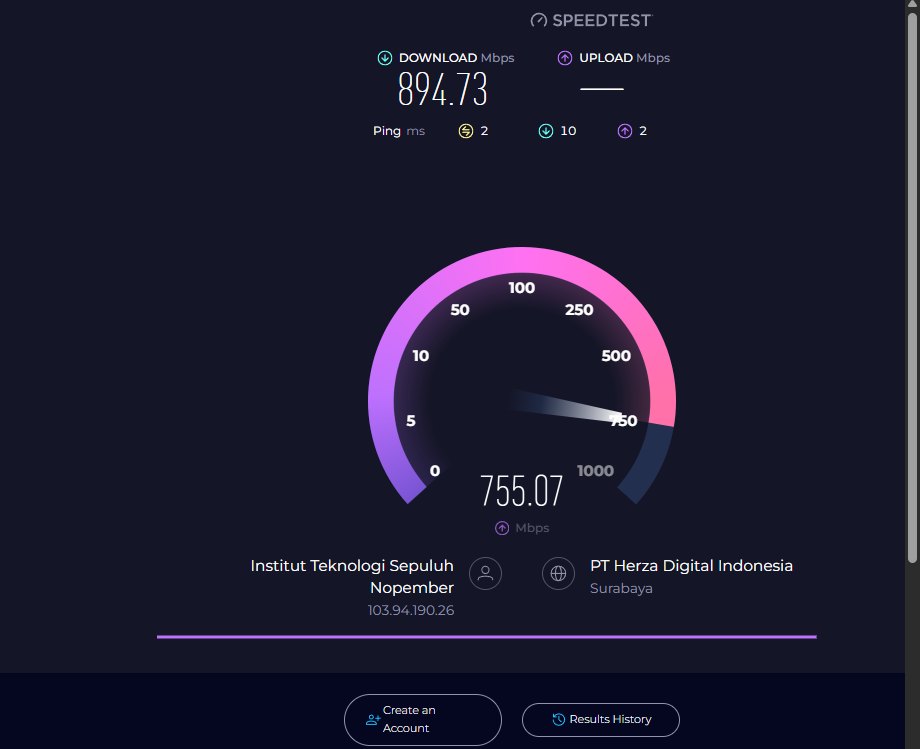 SPEEDTEST
DOWNLOAD Mbps
UPLOAD Mbps
894.73
Ping ms 2 10 2
100
50 250
10 500
5 750
0 1000
755.07
Mbps
Institut Teknologi Sepuluh
Nopember
103.94.190.26
PT Herza Digital Indonesia
Surabaya
Create an
Account
Results History